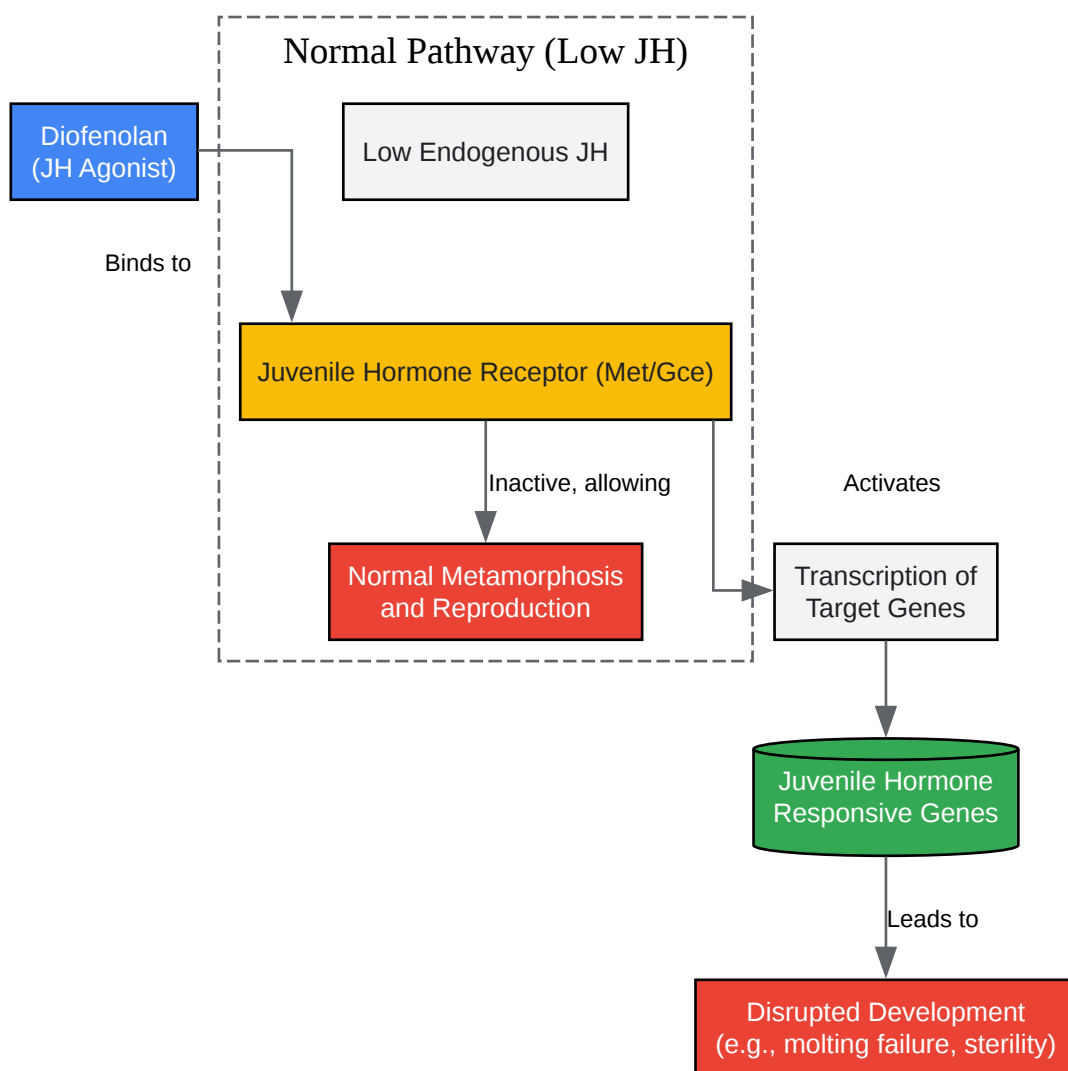 Normal Pathway (Low JH)
Diofenolan
(JH Agonist)
Low Endogenous JH
Binds to
Juvenile Hormone Receptor (Met/Gce)
Inactive, allowing
Activates
Normal Metamorphosis
and Reproduction
Transcription of
Target Genes
Juvenile Hormone
Responsive Genes
Leads to
Disrupted Development
(e.g., molting failure, sterility)